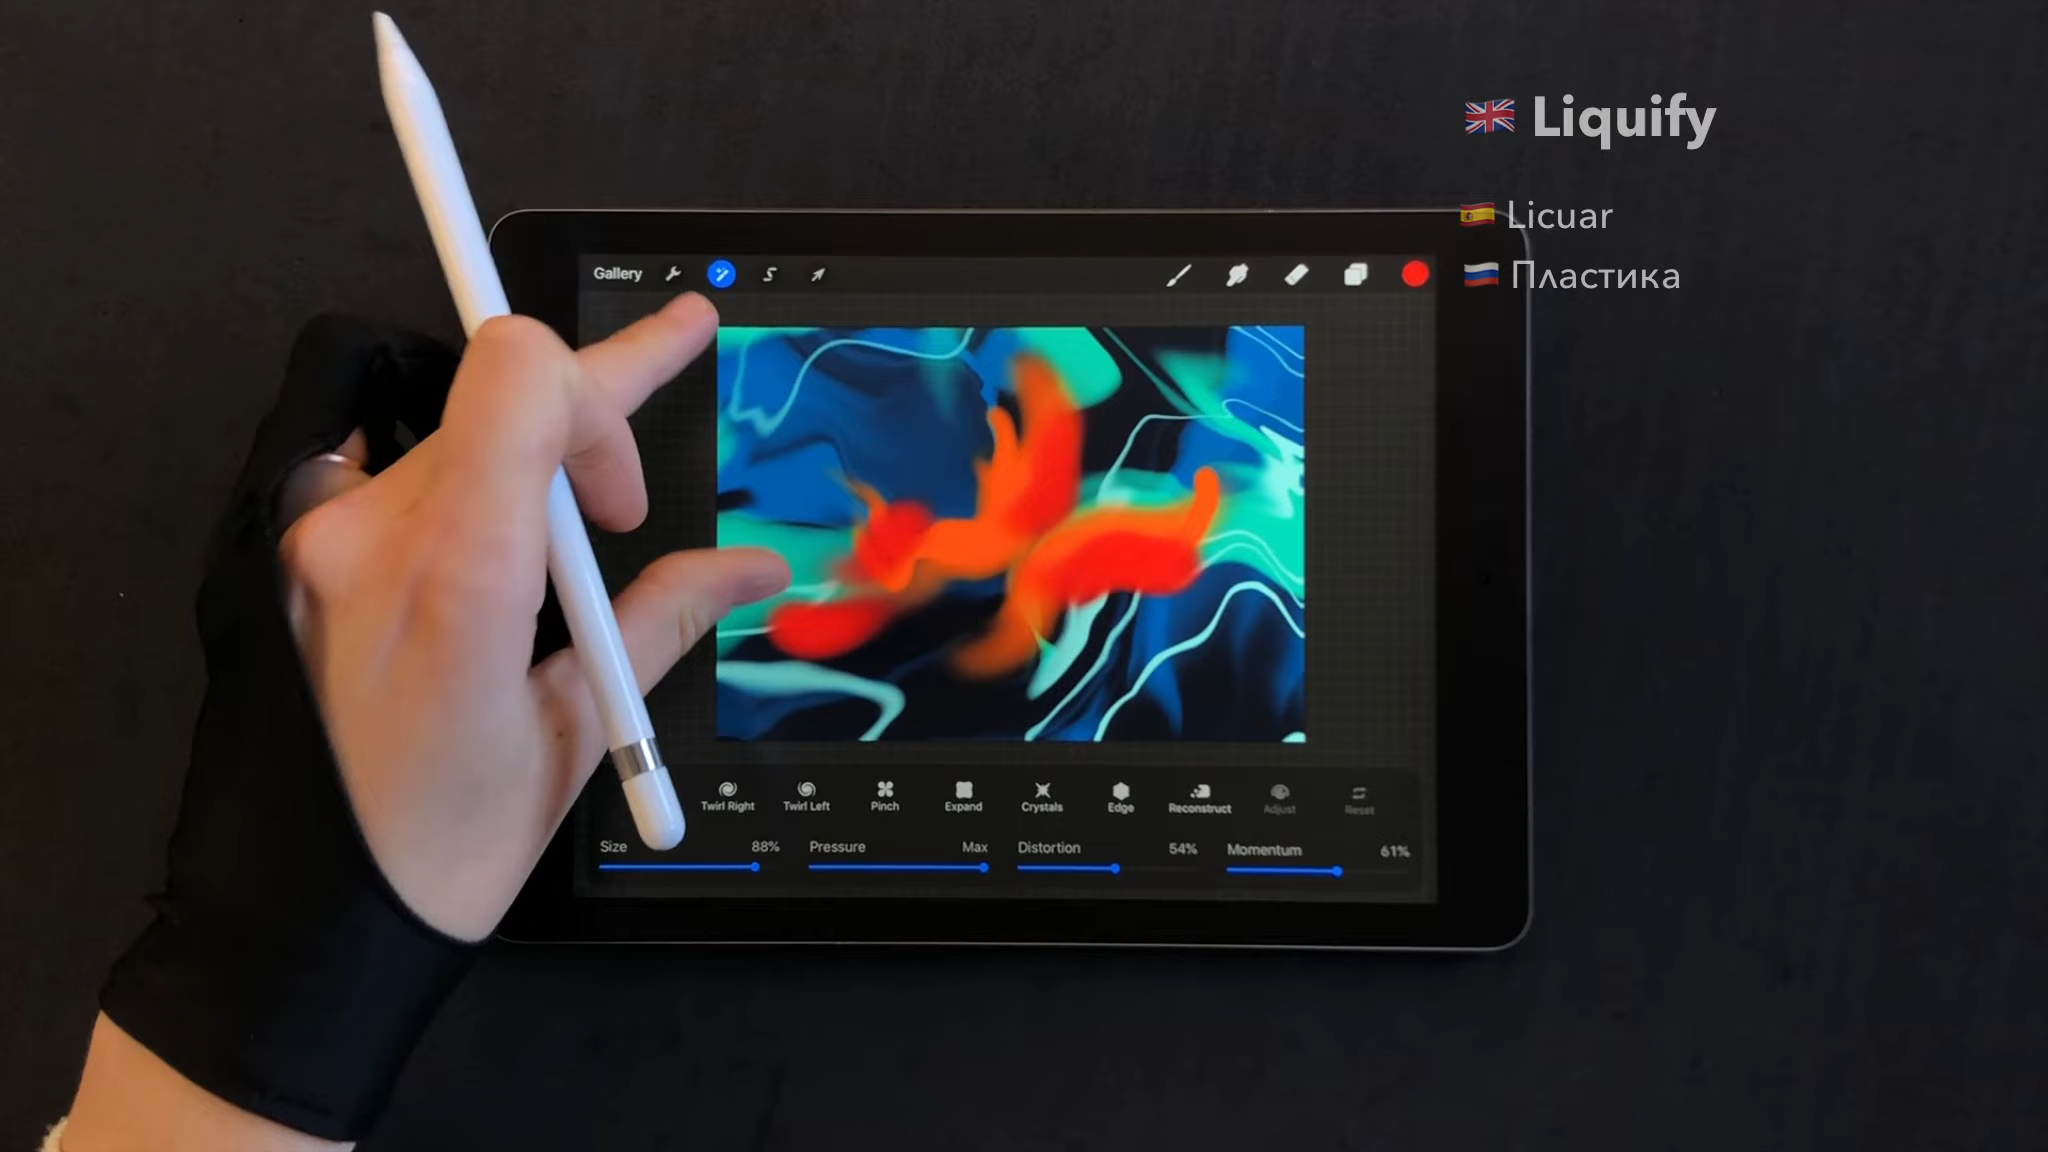 Liquify
Licuar
Пластика
Gallery
Twirl Right Twirl Left Pinch Expand Crystals Edge Reconstruct Adjust Reset
Size 88% Pressure Max Distortion 54% Momentum 61%